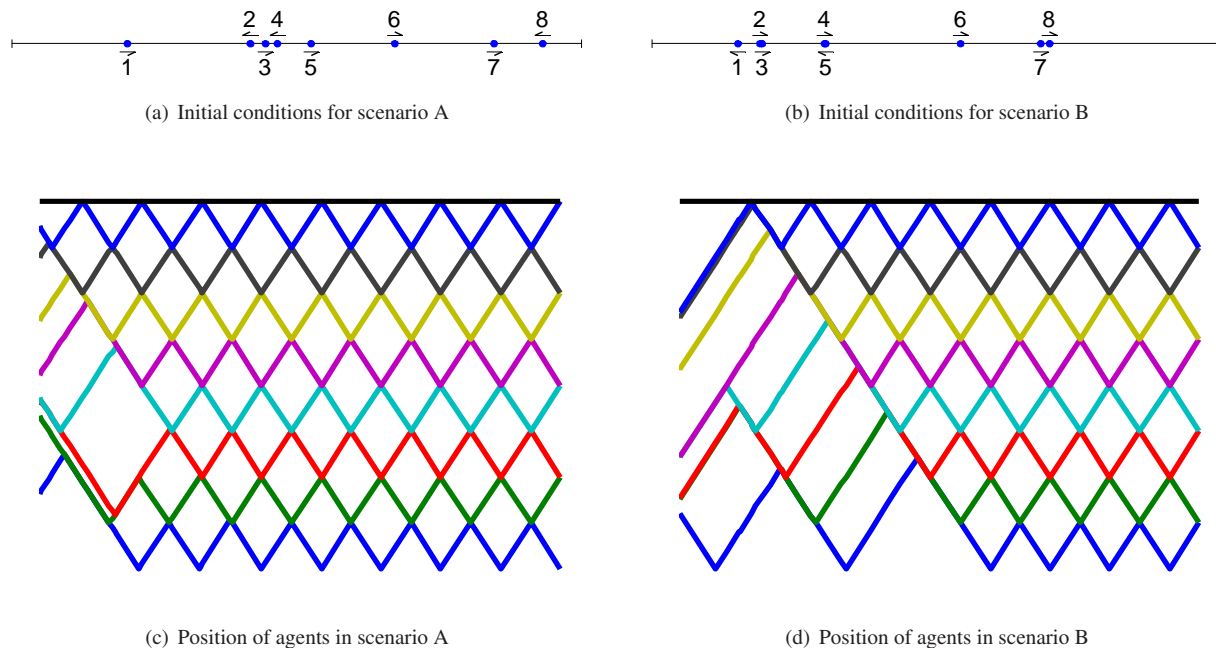 2 4 6 8
1 3 5 7
(a) Initial conditions for scenario A
2 4 6 8
1 3 5 7
(b) Initial conditions for scenario B
(c) Position of agents in scenario A
(d) Position of agents in scenario B